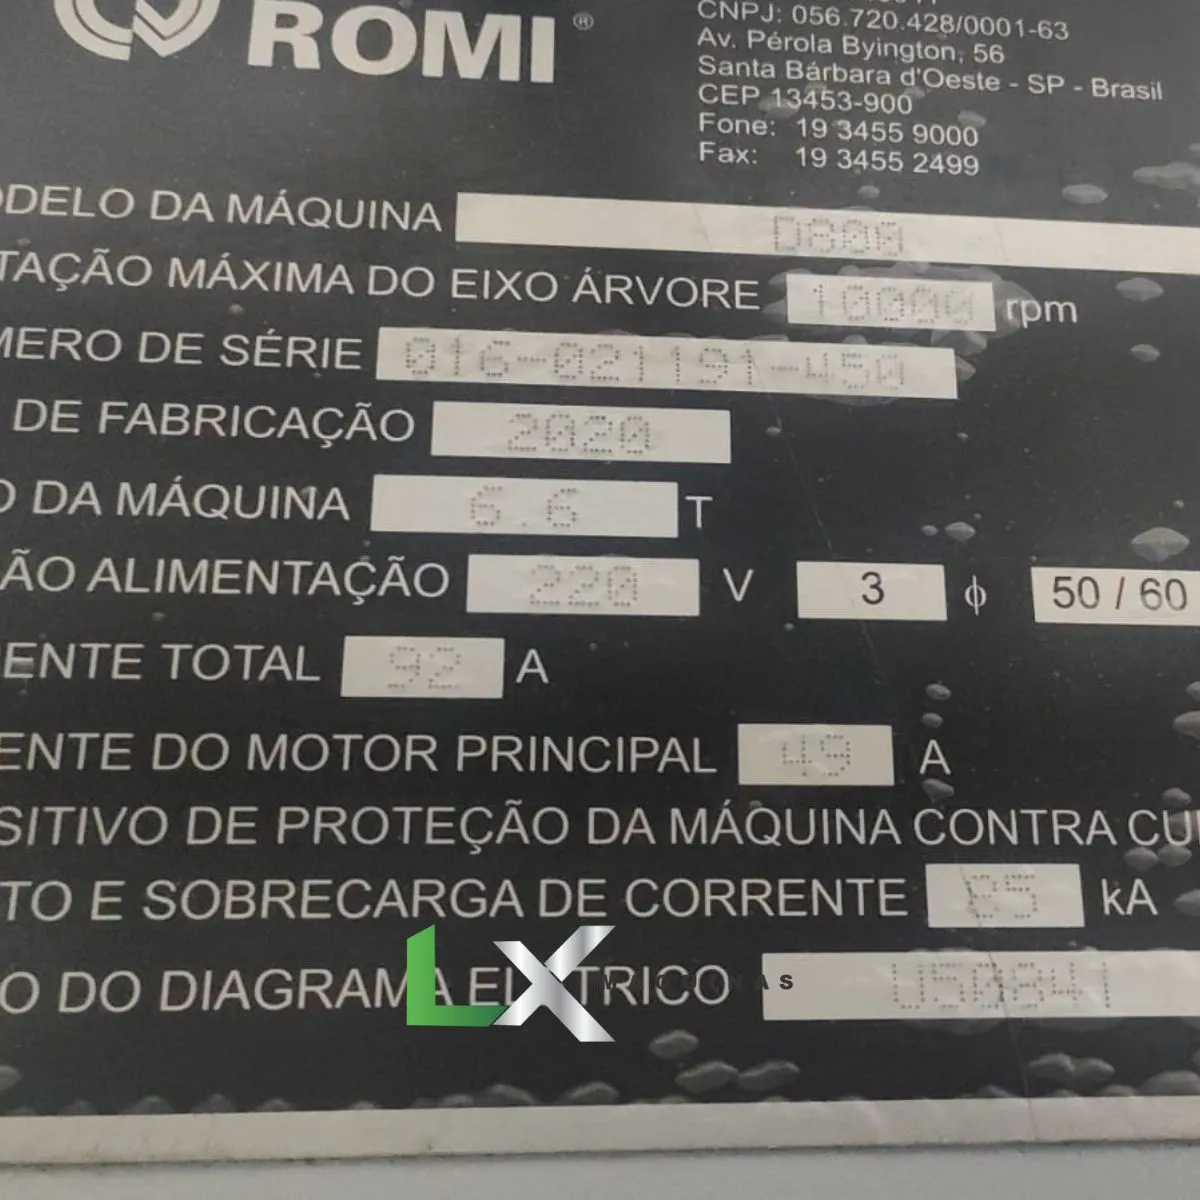 ROMI®
CNPJ: 056.720.428/0001-63
Av. Pérola Byington, 56
Santa Bárbara d'Oeste - SP - Brasil
CEP 13453-900
Fone: 19 3455 9000
Fax: 19 3455 2499
ODELO DA MÁQUINA D800
TAÇÃO MÁXIMA DO EIXO ÁRVORE 10000 rpm
MERO DE SÉRIE 016-021191-450
DE FABRICAÇÃO 2020
O DA MÁQUINA 6.6 T
ÃO ALIMENTAÇÃO 220 V 3 ϕ 50 / 60
ENTE TOTAL 92 A
ENTE DO MOTOR PRINCIPAL 49 A
SITIVO DE PROTEÇÃO DA MÁQUINA CONTRA CU
TO E SOBRECARGA DE CORRENTE kA
O DO DIAGRAMA ELÉTRICO U50841
LX